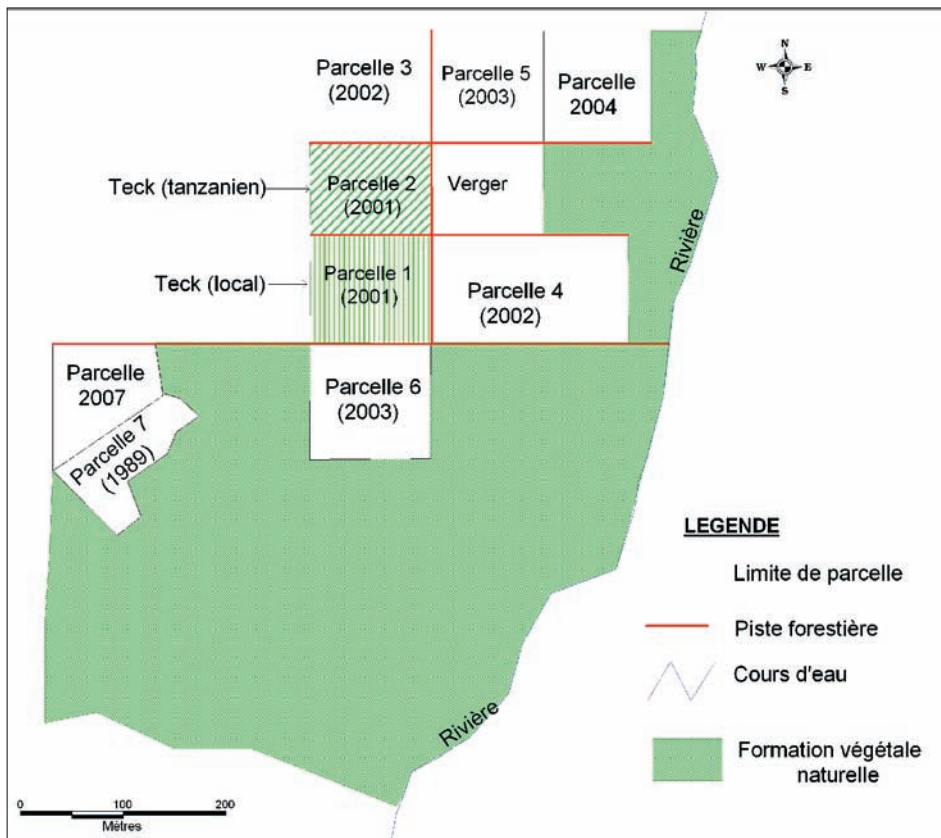 Parcelle 3
(2002)
Parcelle 5
(2003)
Parcelle
2004
N
W
E
S
Teck (tanzanien)
Parcelle 2
(2001)
Verger
Rivière
Teck (local)
Parcelle 1
(2001)
Parcelle 4
(2002)
Parcelle
2007
Parcelle 6
(2003)
Parcelle 7
(1989)
LEGENDE
Limite de parcelle
Piste forestière
Cours d'eau
Rivière
Formation végétale
naturelle
0 100 200
Mètres